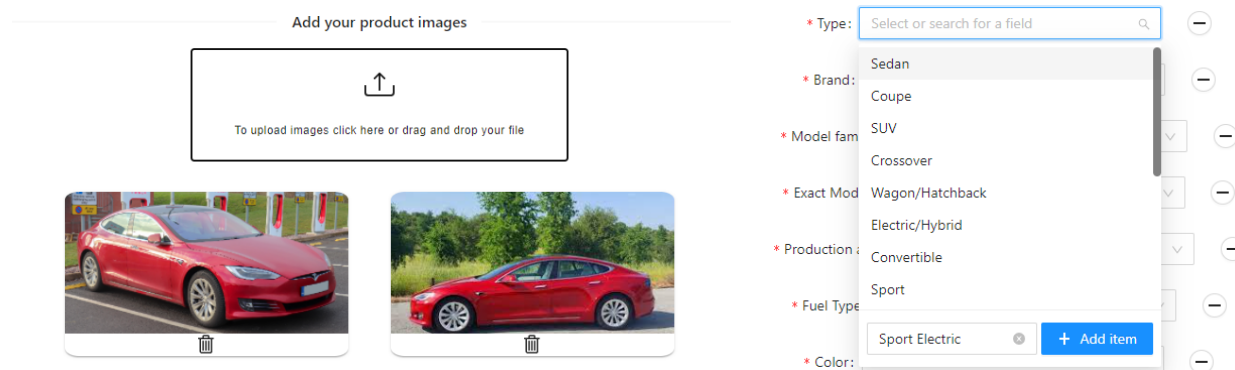 Add your product images
To upload images click here or drag and drop your file
* Type: Select or search for a field
Sedan
* Brand:
Coupe
SUV
* Model fam
Crossover
* Exact Mod
Wagon/Hatchback
Electric/Hybrid
* Production a
Convertible
Sport
* Fuel Type
Sport Electric
+ Add item
* Color: